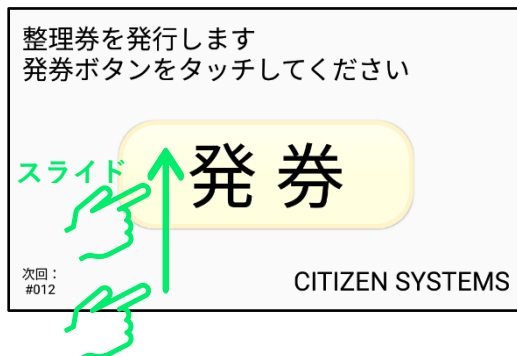 整理券を発行します
発券ボタンをタッチしてください
発券
スライド
次回：
#012
CITIZEN SYSTEMS